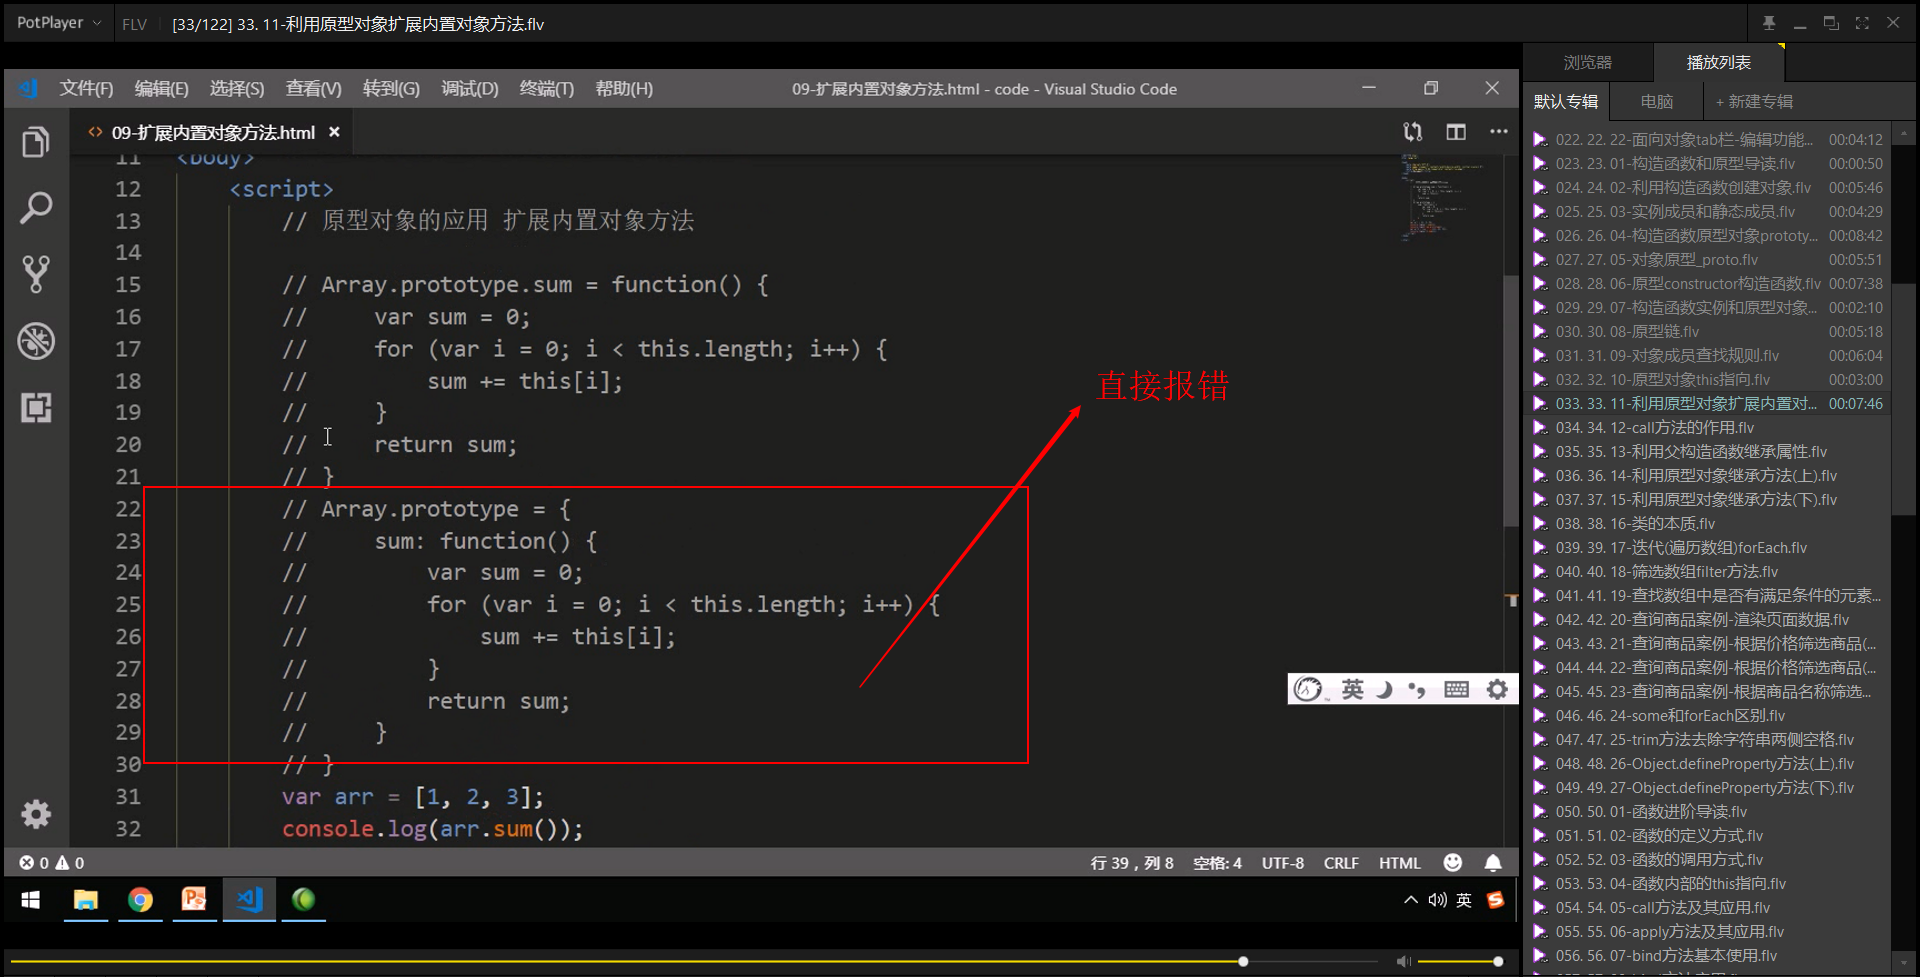 PotPlayer
FLV
[33/122] 33. 11-利用原型对象扩展内置对象方法.flv
文件(F) 编辑(E) 选择(S) 查看(V) 转到(G) 调试(D) 终端(T) 帮助(H)
09-扩展内置对象方法.html - code - Visual Studio Code
<> 09-扩展内置对象方法.html
11 <body>
12 <script>
13 // 原型对象的应用 扩展内置对象方法
14
15 // Array.prototype.sum = function() {
16 //     var sum = 0;
17 //     for (var i = 0; i < this.length; i++) {
18 //         sum += this[i];
19 //     }
20 //     return sum;
21 // }
22 // Array.prototype = {
23 //     sum: function() {
24 //         var sum = 0;
25 //         for (var i = 0; i < this.length; i++) {
26 //             sum += this[i];
27 //         }
28 //         return sum;
29 //     }
30 // }
31 var arr = [1, 2, 3];
32 console.log(arr.sum());
直接报错
英
0 0
行 39，列 8 空格: 4 UTF-8 CRLF HTML
英
浏览器 播放列表
默认专辑 电脑 + 新建专辑
022. 22. 22-面向对象tab栏-编辑功能... 00:04:12
023. 23. 01-构造函数和原型导读.flv 00:00:50
024. 24. 02-利用构造函数创建对象.flv 00:05:46
025. 25. 03-实例成员和静态成员.flv 00:04:29
026. 26. 04-构造函数原型对象prototy... 00:08:42
027. 27. 05-对象原型_proto.flv 00:05:51
028. 28. 06-原型constructor构造函数.flv 00:07:38
029. 29. 07-构造函数实例和原型对象... 00:02:10
030. 30. 08-原型链.flv 00:05:18
031. 31. 09-对象成员查找规则.flv 00:06:04
032. 32. 10-原型对象this指向.flv 00:03:00
033. 33. 11-利用原型对象扩展内置对... 00:07:46
034. 34. 12-call方法的作用.flv
035. 35. 13-利用父构造函数继承属性.flv
036. 36. 14-利用原型对象继承方法(上).flv
037. 37. 15-利用原型对象继承方法(下).flv
038. 38. 16-类的本质.flv
039. 39. 17-迭代(遍历数组)forEach.flv
040. 40. 18-筛选数组filter方法.flv
041. 41. 19-查找数组中是否有满足条件的元素...
042. 42. 20-查询商品案例-渲染页面数据.flv
043. 43. 21-查询商品案例-根据价格筛选商品(...
044. 44. 22-查询商品案例-根据价格筛选商品(...
045. 45. 23-查询商品案例-根据商品名称筛选...
046. 46. 24-some和forEach区别.flv
047. 47. 25-trim方法去除字符串两侧空格.flv
048. 48. 26-Object.defineProperty方法(上).flv
049. 49. 27-Object.defineProperty方法(下).flv
050. 50. 01-函数进阶导读.flv
051. 51. 02-函数的定义方式.flv
052. 52. 03-函数的调用方式.flv
053. 53. 04-函数内部的this指向.flv
054. 54. 05-call方法及其应用.flv
055. 55. 06-apply方法及其应用.flv
056. 56. 07-bind方法基本使用.flv